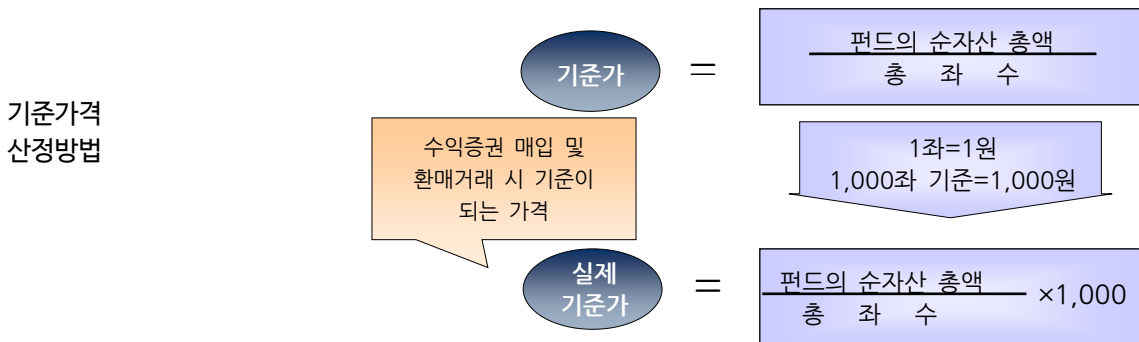 기준가격
산정방법
기준가
=
펀드의 순자산 총액
총 좌 수
수익증권 매입 및
환매거래 시 기준이
되는 가격
1좌=1원
1,000좌 기준=1,000원
실제
기준가
=
펀드의 순자산 총액
총 좌 수
×1,000